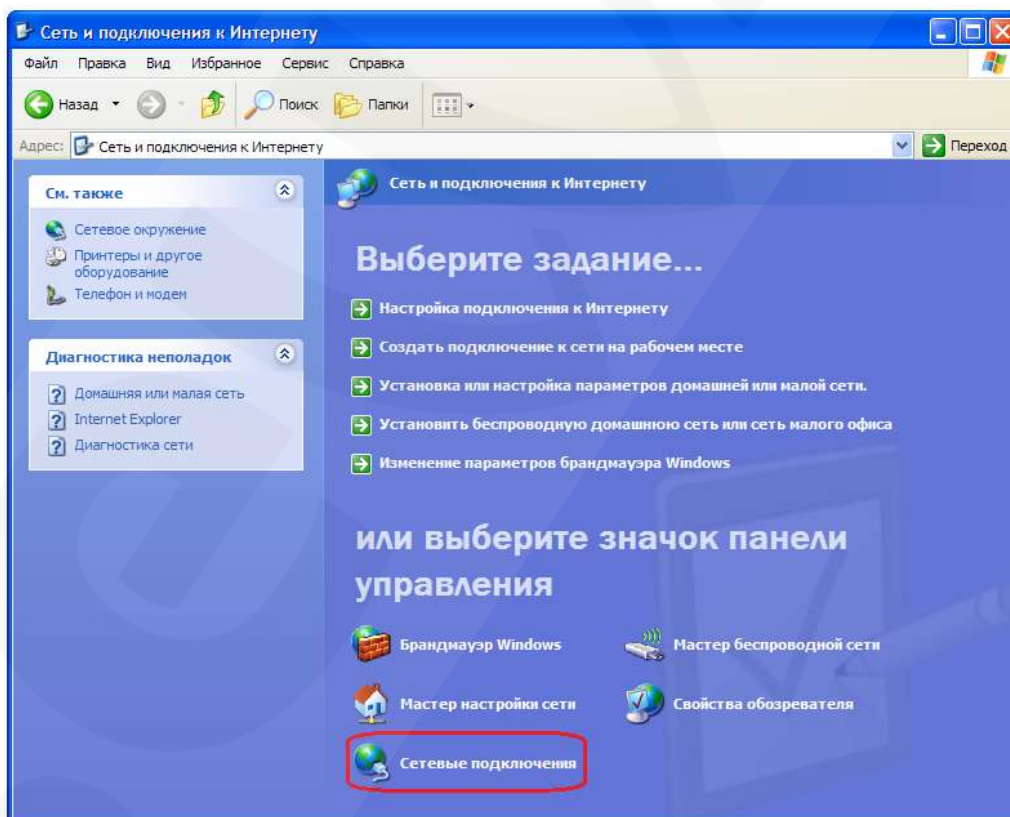 Сеть и подключения к Интернету
Файл Правка Вид Избранное Сервис Справка
Назад Поиск Папки
Адрес: Сеть и подключения к Интернету Переход
См. также
Сетевое окружение
Принтеры и другое
оборудование
Телефон и модем
Диагностика неполадок
Домашняя или малая сеть
Internet Explorer
Диагностика сети
Сеть и подключения к Интернету
Выберите задание...
Настройка подключения к Интернету
Создать подключение к сети на рабочем месте
Установка или настройка параметров домашней или малой сети.
Установить беспроводную домашнюю сеть или сеть малого офиса
Изменение параметров брандмауэра Windows
или выберите значок панели
управления
Брандмауэр Windows Мастер беспроводной сети
Мастер настройки сети Свойства обозревателя
Сетевые подключения